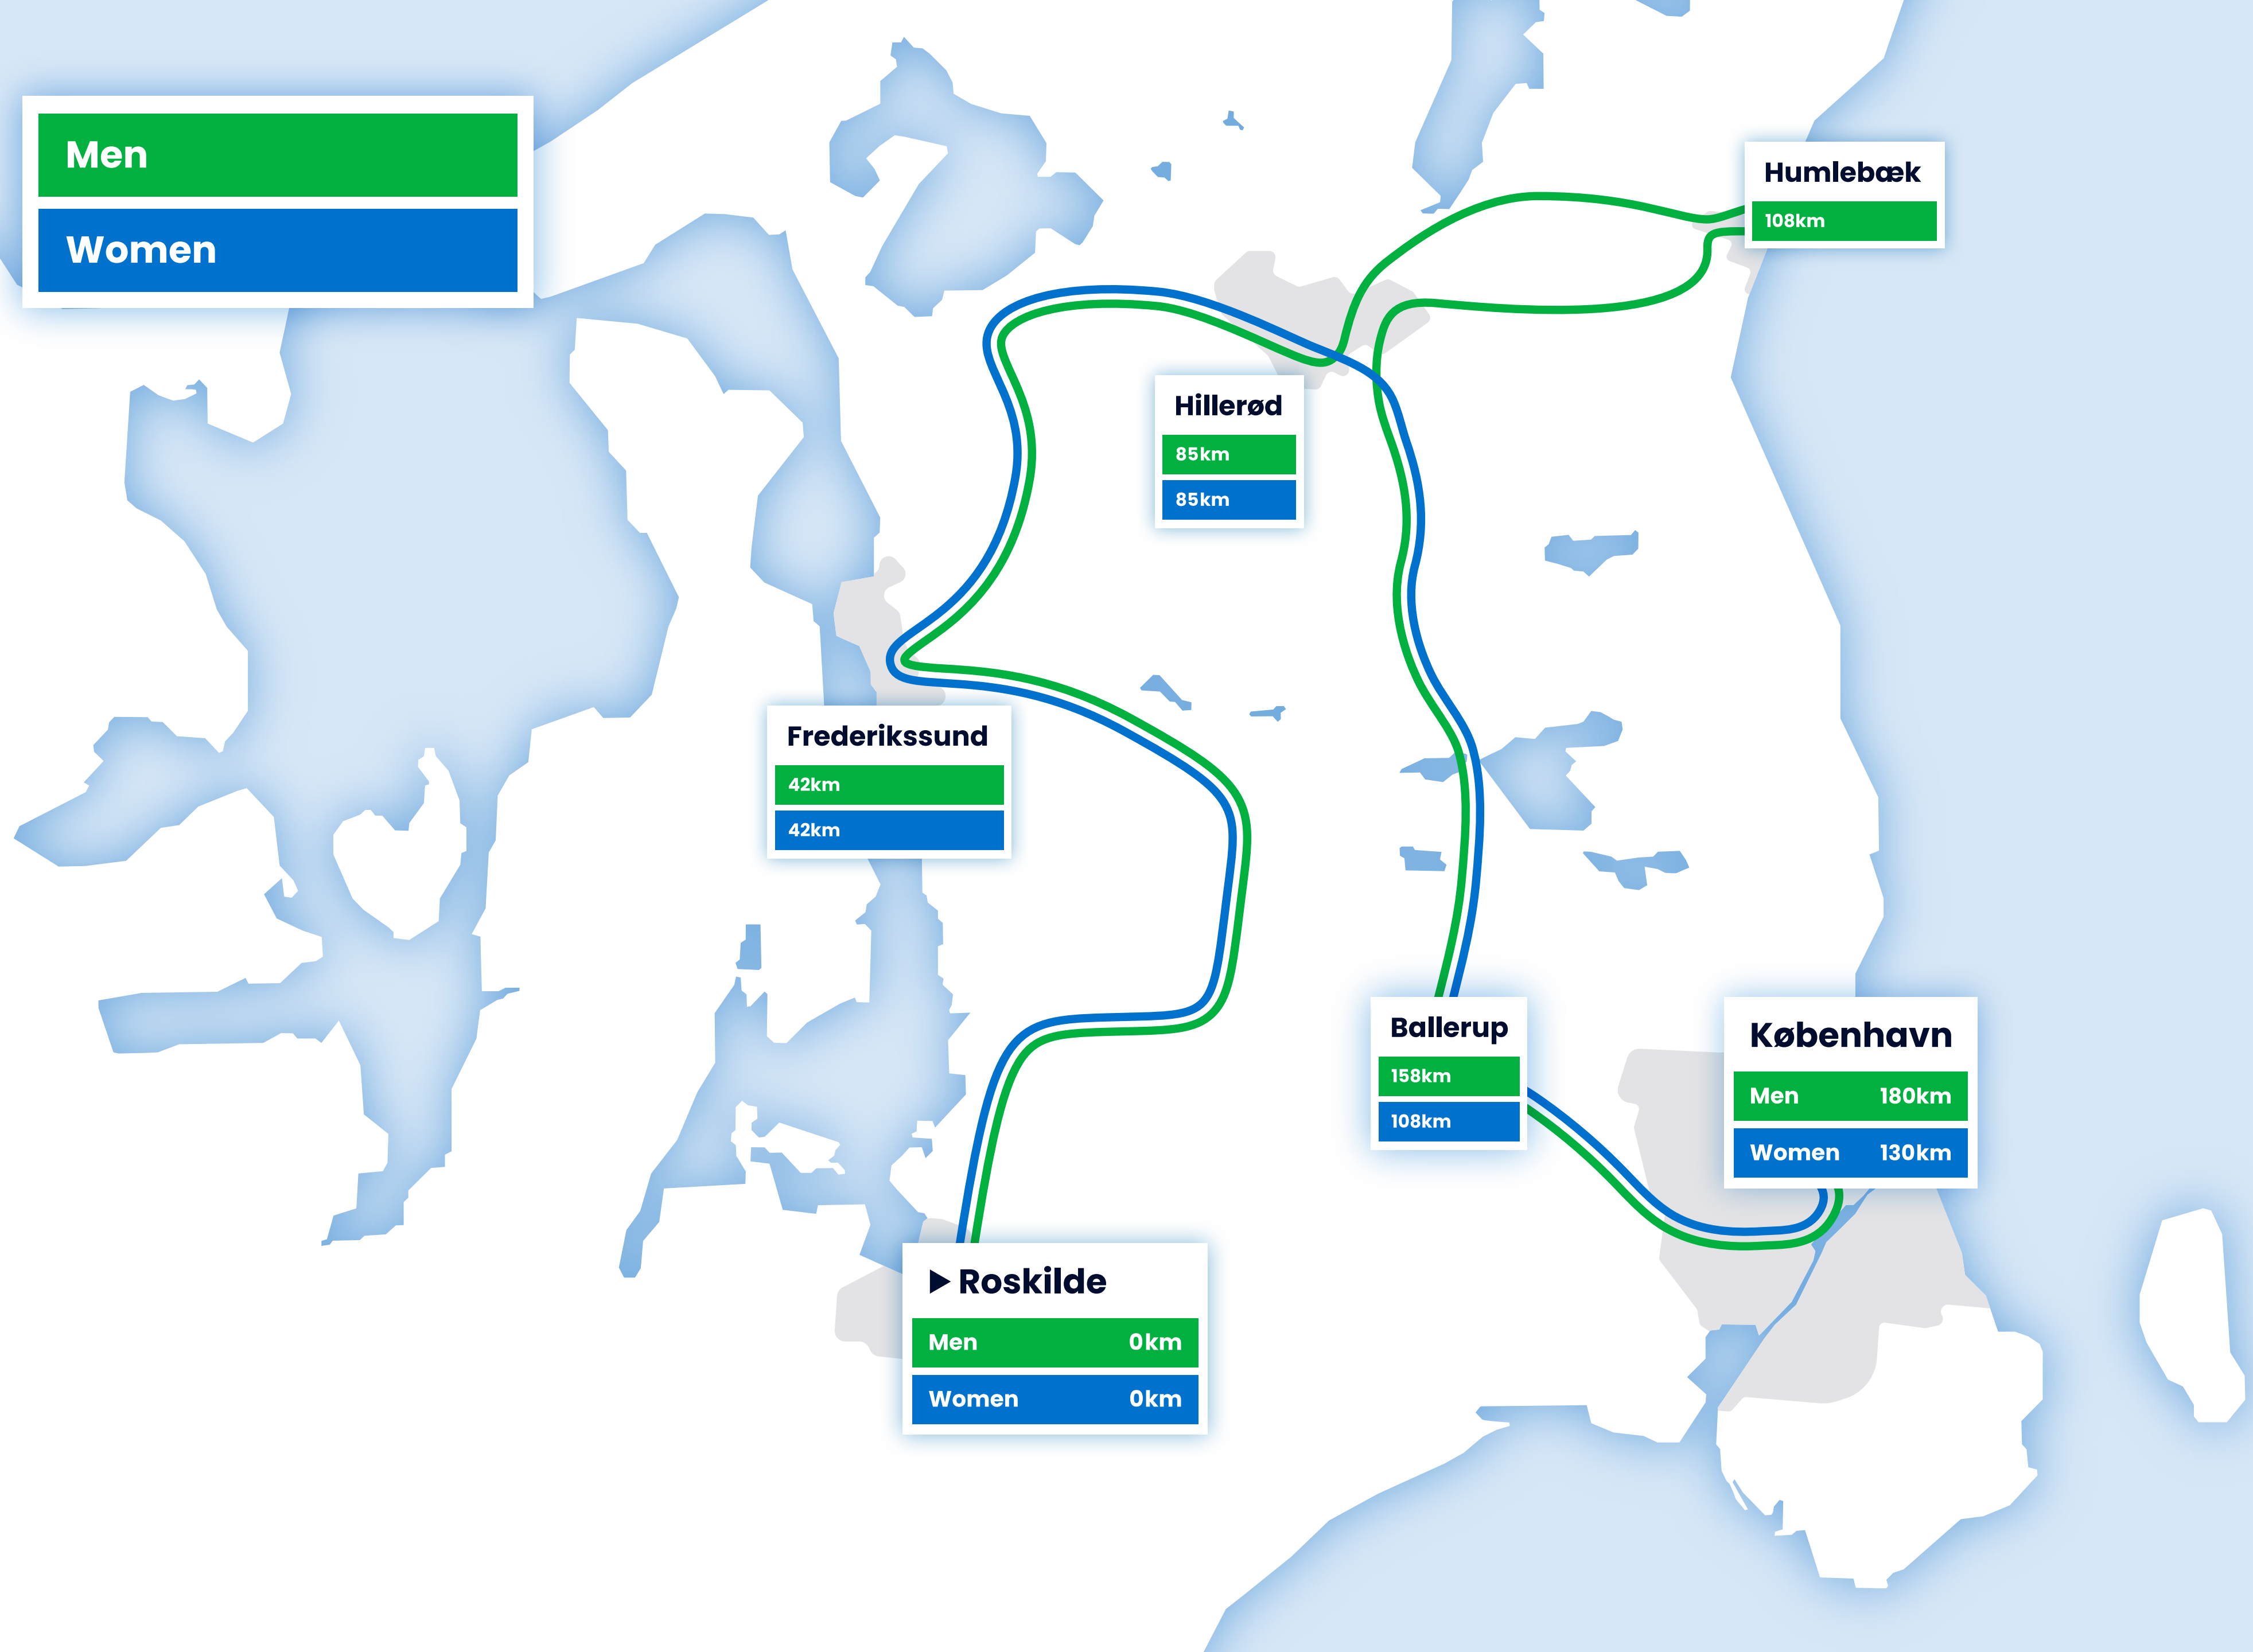 Men
Women
Humlebæk
108km
Hillerød
85km
85km
Frederikssund
42km
42km
Ballerup
158km
108km
København
Men 180km
Women 130km
Roskilde
Men 0km
Women 0km